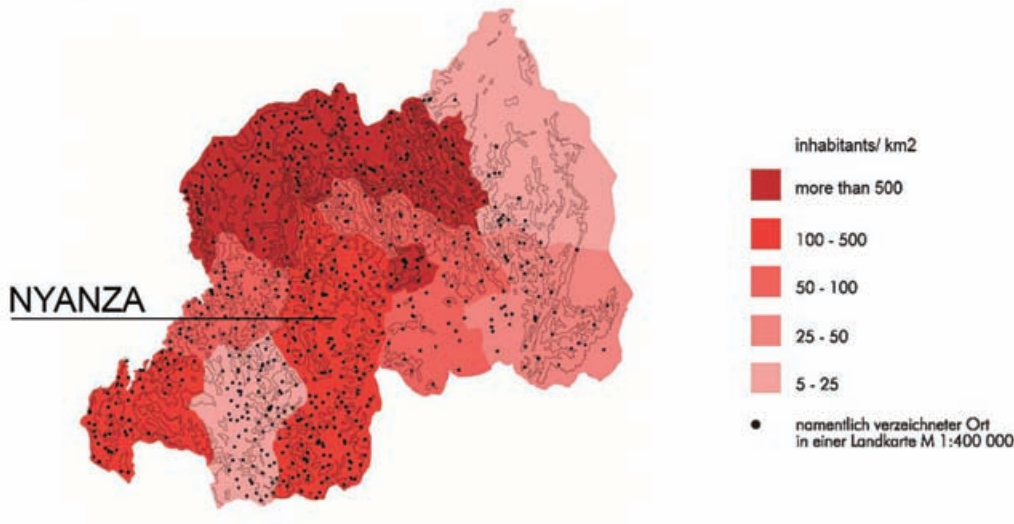 NYANZA
inhabitants/ km2
more than 500
100 - 500
50 - 100
25 - 50
5 - 25
namentlich verzeichneter Ort
in einer Landkarte M 1:400 000